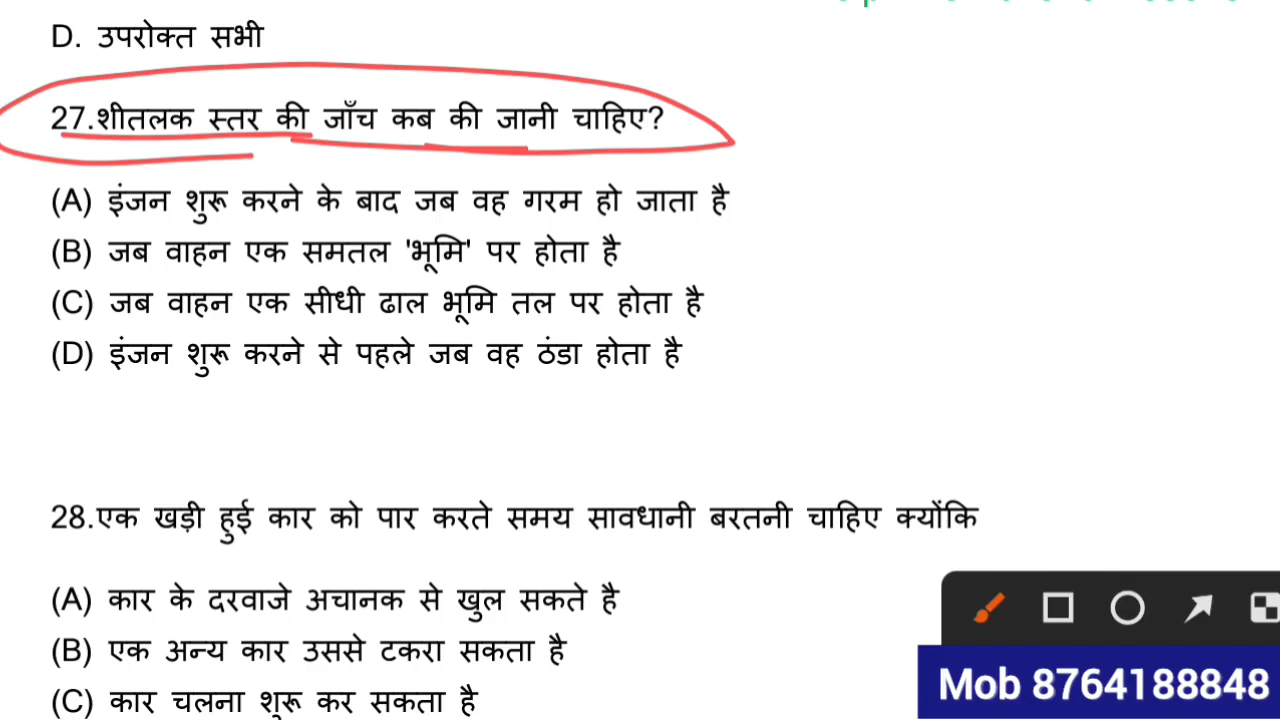 D. उपरोक्त सभी
27.शीतलक स्तर की जाँच कब की जानी चाहिए?
(A) इंजन शुरू करने के बाद जब वह गरम हो जाता है
(B) जब वाहन एक समतल 'भूमि' पर होता है
(C) जब वाहन एक सीधी ढाल भूमि तल पर होता है
(D) इंजन शुरू करने से पहले जब वह ठंडा होता है
28.एक खड़ी हुई कार को पार करते समय सावधानी बरतनी चाहिए क्योंकि
(A) कार के दरवाजे अचानक से खुल सकते है
(B) एक अन्य कार उससे टकरा सकता है
(C) कार चलना शुरू कर सकता है
Mob 8764188848